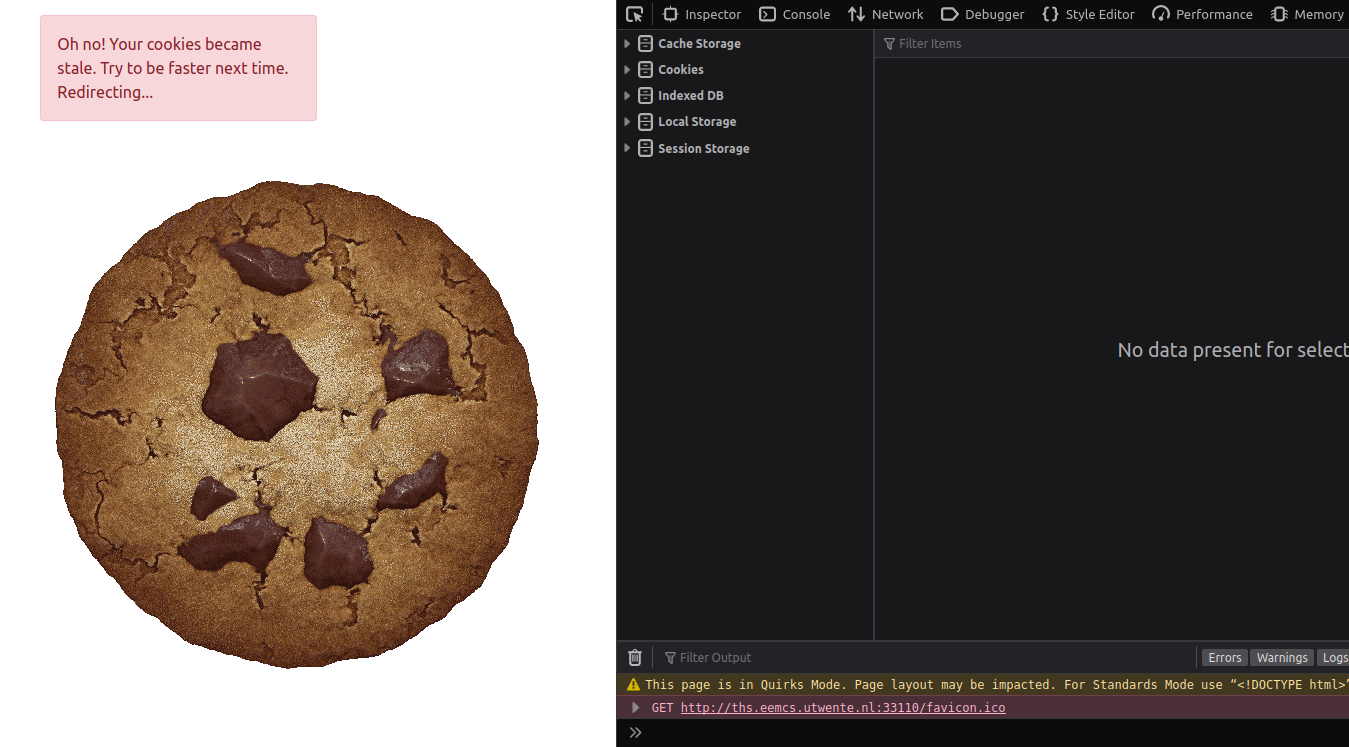 Oh no! Your cookies became
stale. Try to be faster next time.
Redirecting...
Inspector Console Network Debugger Style Editor Performance Memory
Cache Storage
Cookies
Indexed DB
Local Storage
Session Storage
Filter Items
No data present for select
Filter Output
Errors Warnings Logs
This page is in Quirks Mode. Page layout may be impacted. For Standards Mode use “<!DOCTYPE html>”
GET http://ths.eemcs.utwente.nl:33110/favicon.ico